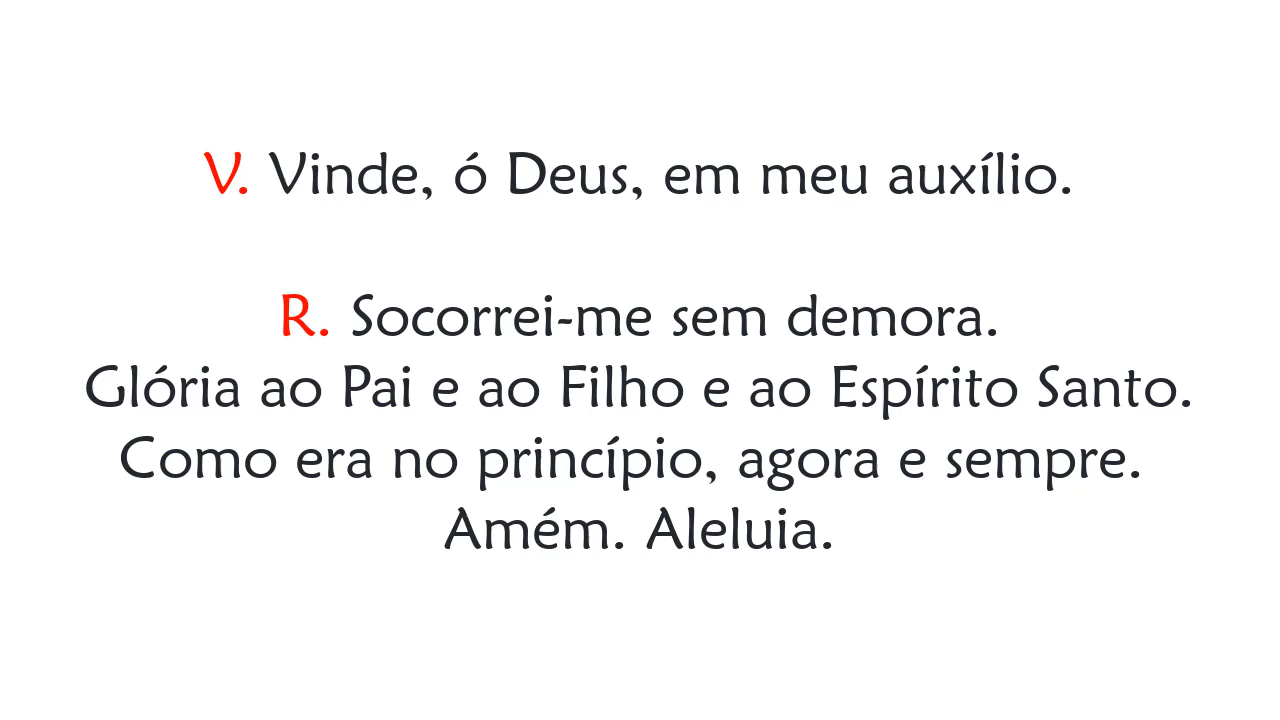 V. Vinde, ó Deus, em meu auxílio.
R. Socorrei-me sem demora.
Glória ao Pai e ao Filho e ao Espírito Santo.
Como era no princípio, agora e sempre.
Amém. Aleluia.